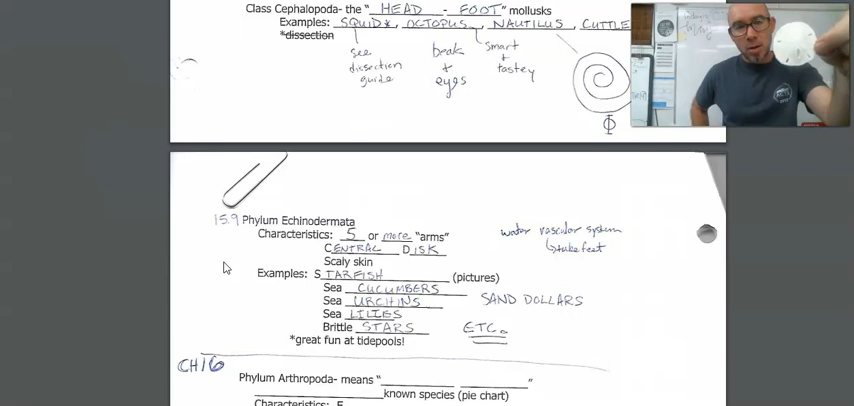 Class Cephalopoda- the " HEAD - FOOT " mollusks
Examples: SQUID*, OCTOPUS, NAUTILUS, CUTTLE
*dissection
see dissection guide
beak + eyes
smart + tastey
Φ
15.9 Phylum Echinodermata
Characteristics: 5 or more "arms"
CENTRAL DISK
Scaly skin
water vascular system
↳tube feet
Examples: STARFISH (pictures)
Sea CUCUMBERS
Sea URCHINS
SAND DOLLARS
Sea LILIES
Brittle STARS
ETC.
*great fun at tidepools!
CH16
Phylum Arthropoda- means "____________ ____________"
____________________ known species (pie chart)
Characteristics: E